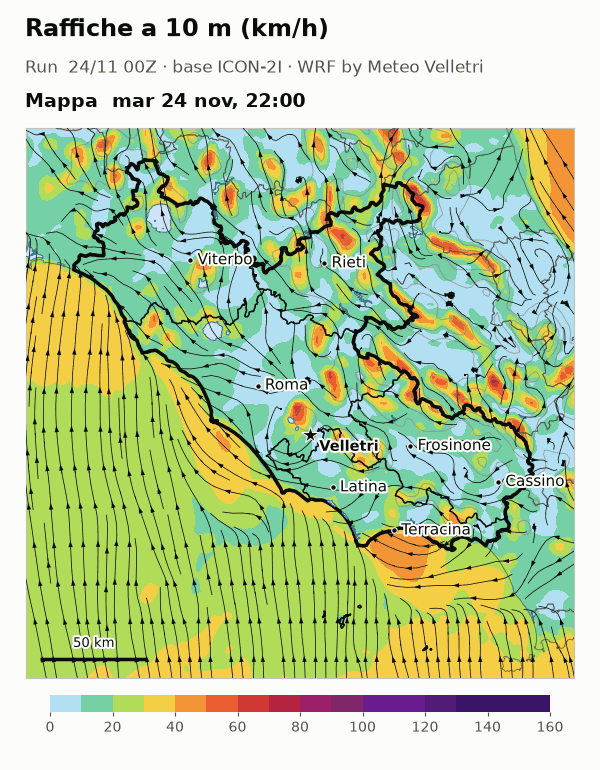 Raffiche a 10 m (km/h)
Run 24/11 00Z · base ICON-2I · WRF by Meteo Velletri
Mappa mar 24 nov, 22:00
Viterbo
Rieti
Roma
Velletri
Frosinone
Cassino
Latina
Terracina
50 km
0 20 40 60 80 100 120 140 160